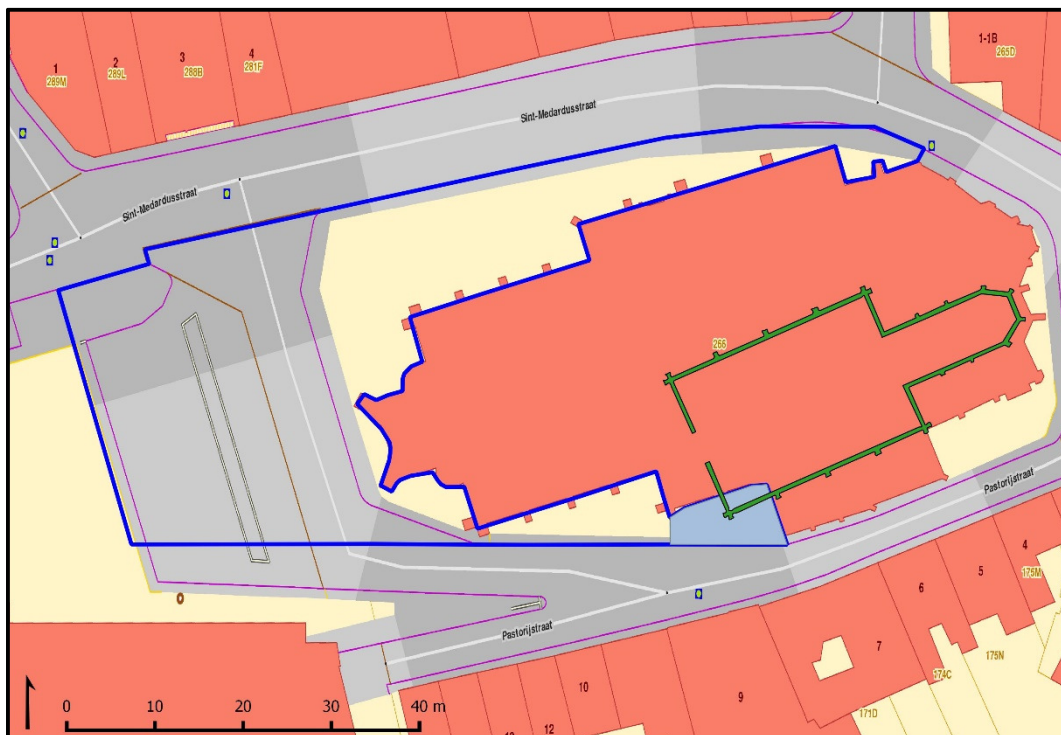 1
289M
2
289L
3
288B
4
281F
1-1B
265D
Sint-Medardusstraat
Sint-Medardusstraat
266
Pastorijstraat
Pastorijstraat
4
175M
5
6
7
175N
174C
171D
9
10
12
0 10 20 30 40 m